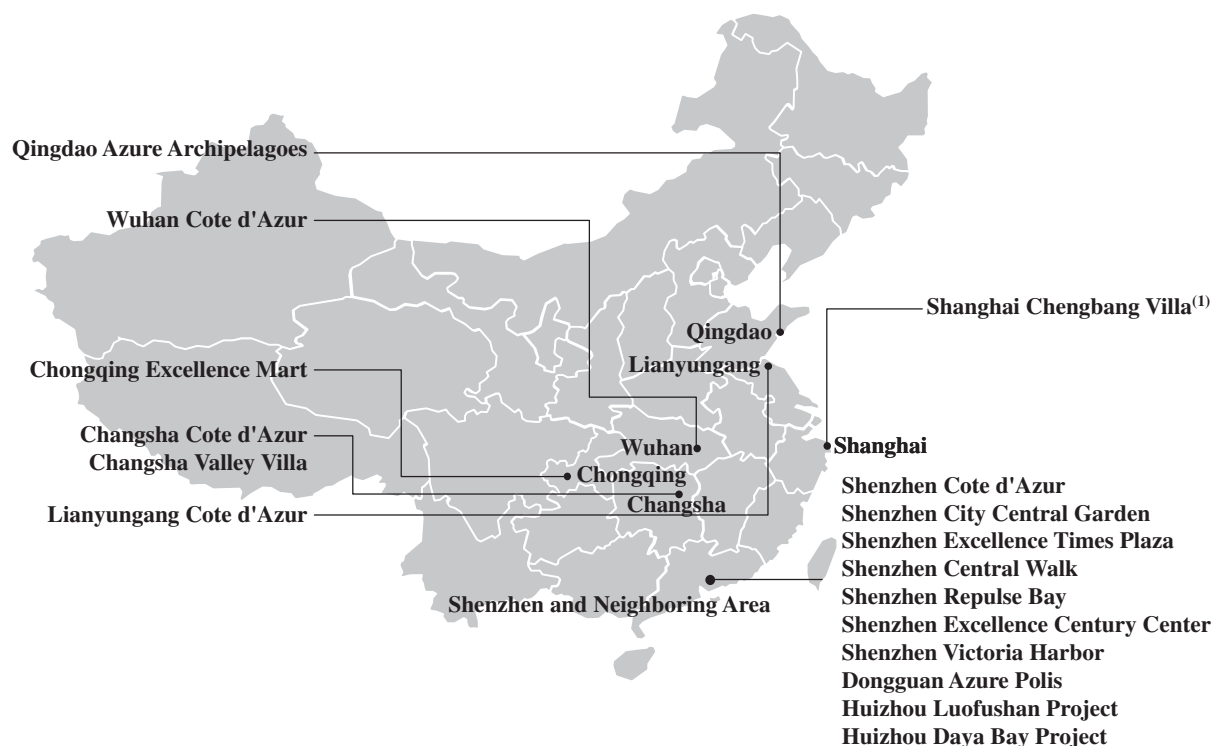 Qingdao Azure Archipelagoes
Wuhan Cote d'Azur
Shanghai Chengbang Villa(1)
Qingdao
Lianyungang
Chongqing Excellence Mart
Changsha Cote d'Azur
Changsha Valley Villa
Wuhan
Shanghai
Chongqing
Changsha
Lianyungang Cote d'Azur
Shenzhen Cote d'Azur
Shenzhen City Central Garden
Shenzhen Excellence Times Plaza
Shenzhen Central Walk
Shenzhen and Neighboring Area
Shenzhen Repulse Bay
Shenzhen Excellence Century Center
Shenzhen Victoria Harbor
Dongguan Azure Polis
Huizhou Luofushan Project
Huizhou Daya Bay Project